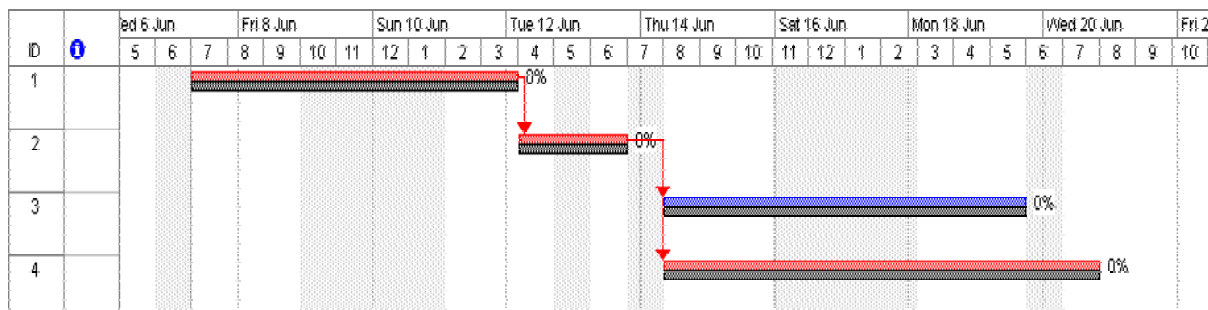 ed 6 Jun Fri 8 Jun Sun 10 Jun Tue 12 Jun Thu 14 Jun Sat 16 Jun Mon 18 Jun Wed 20 Jun Fri 2
ID i 5 6 7 8 9 10 11 12 1 2 3 4 5 6 7 8 9 10 11 12 1 2 3 4 5 6 7 8 9 10
1 0%
2 0%
3 0%
4 0%